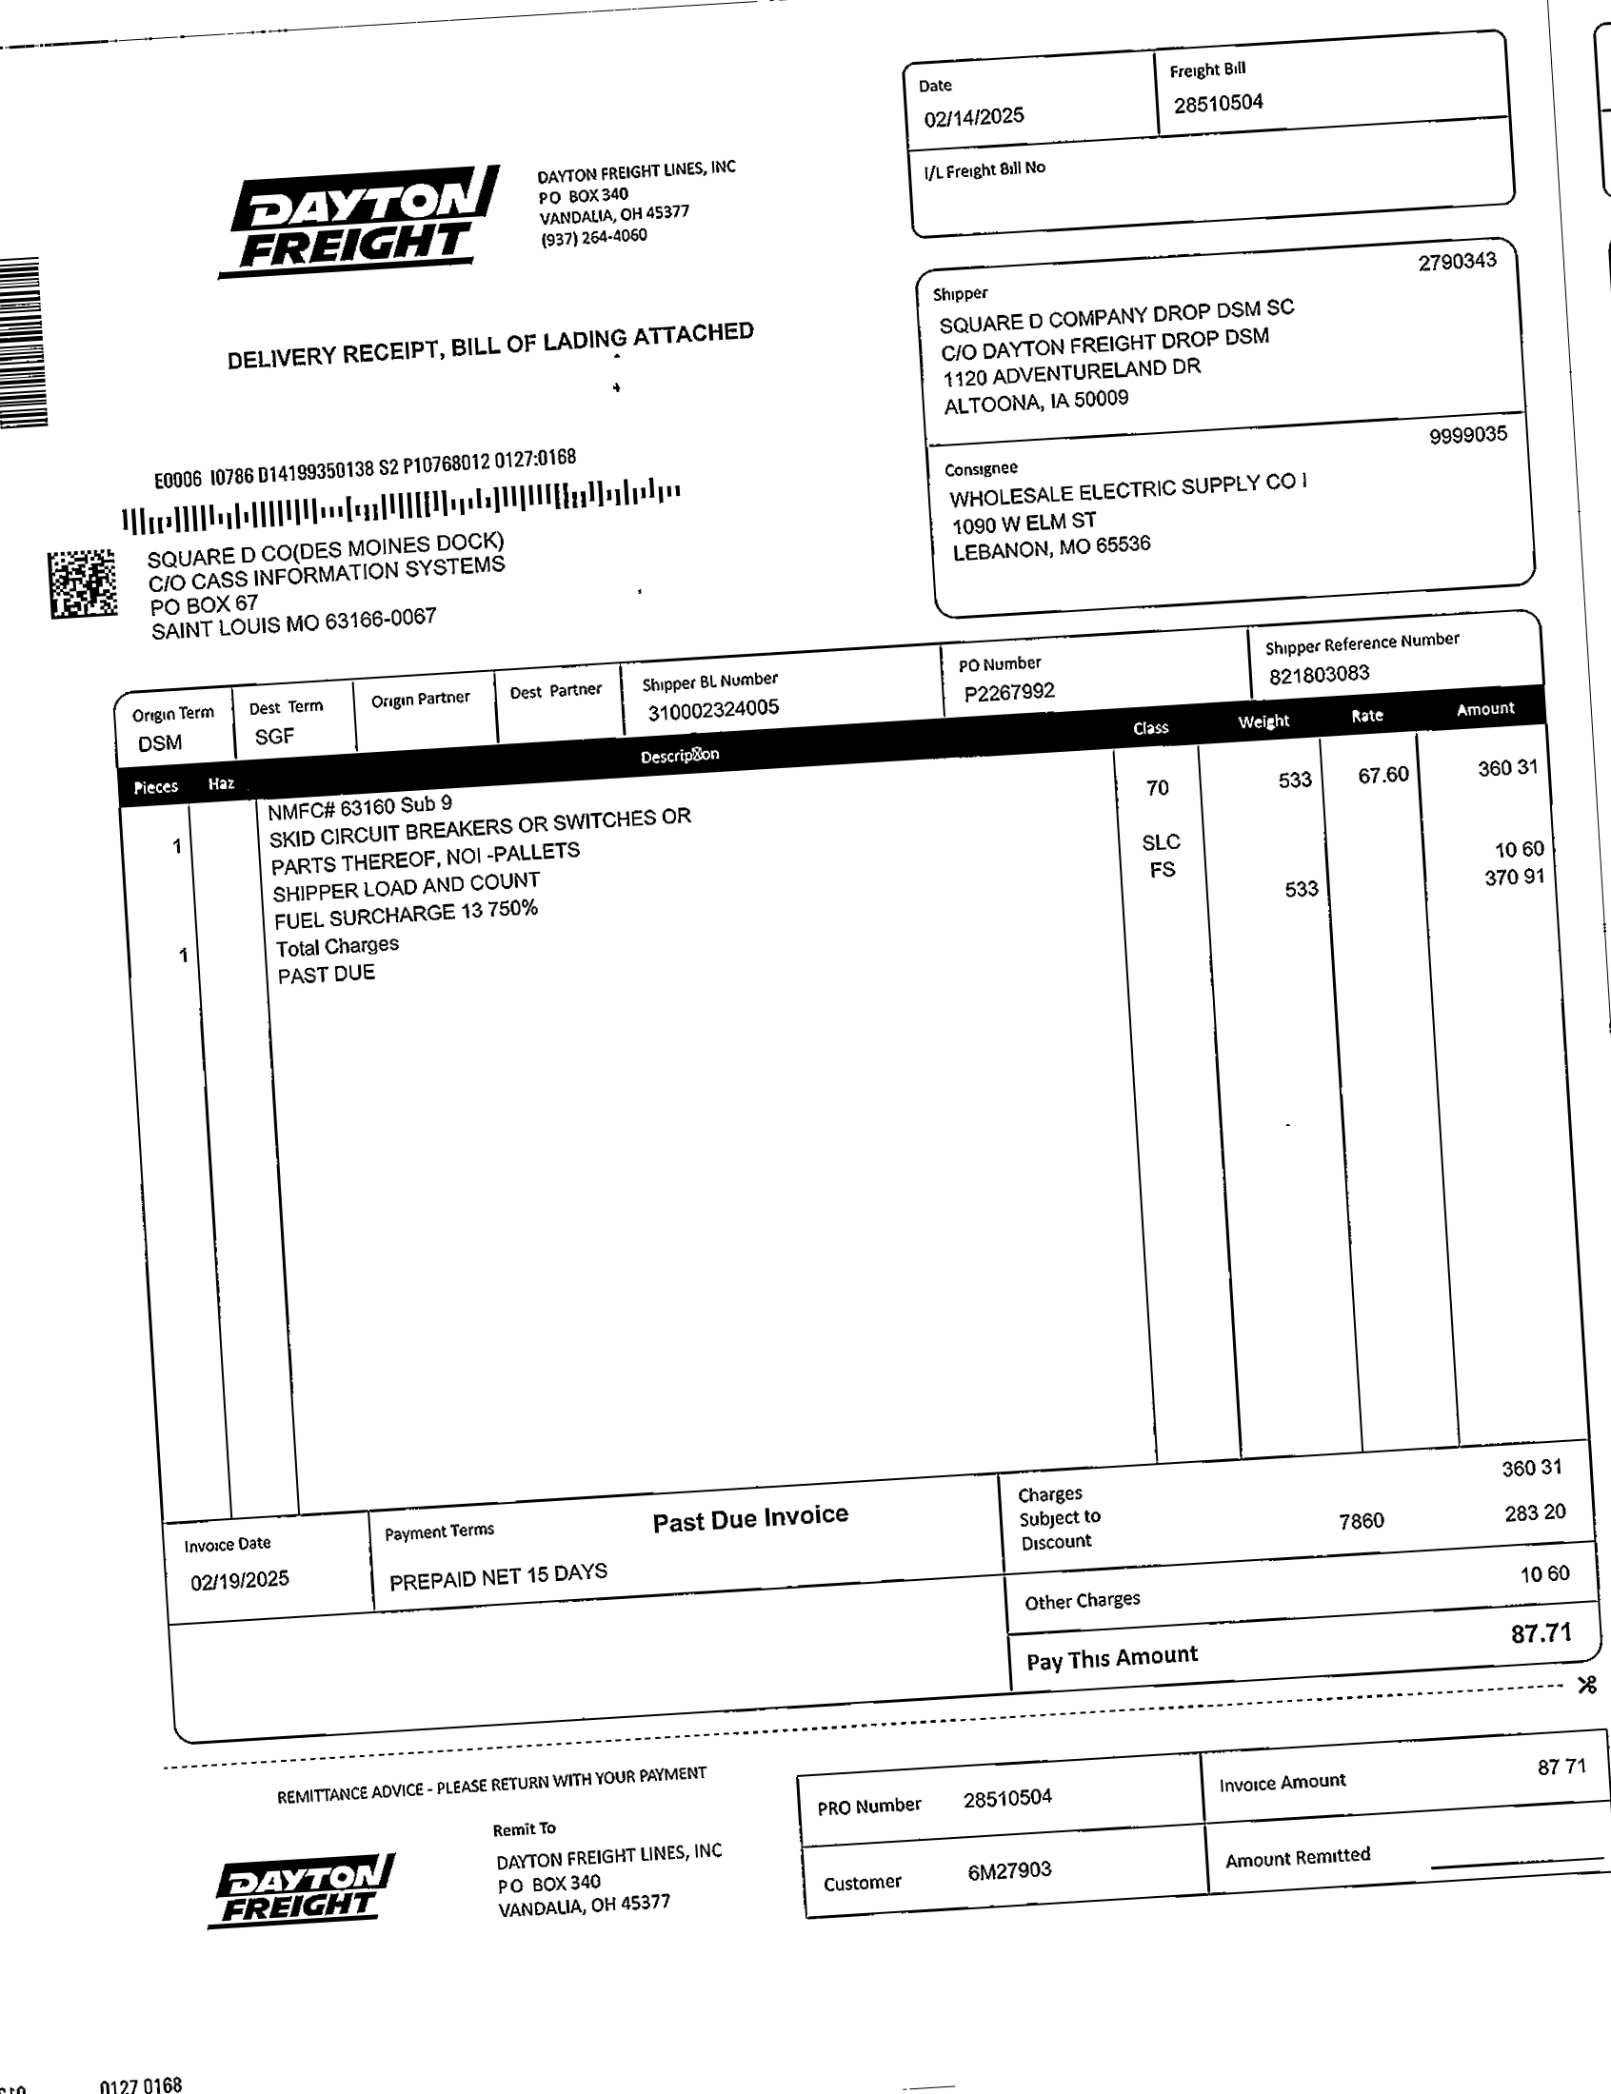 Date
02/14/2025
Freight Bill
28510504
I/L Freight Bill No
DAYTON
FREIGHT
DAYTON FREIGHT LINES, INC
PO BOX 340
VANDALIA, OH 45377
(937) 264-4060
DELIVERY RECEIPT, BILL OF LADING ATTACHED
Shipper
2790343
SQUARE D COMPANY DROP DSM SC
C/O DAYTON FREIGHT DROP DSM
1120 ADVENTURELAND DR
ALTOONA, IA 50009
Consignee
9999035
WHOLESALE ELECTRIC SUPPLY CO I
1090 W ELM ST
LEBANON, MO 65536
E0006 I0786 D14199350138 S2 P10768012 0127:0168
SQUARE D CO(DES MOINES DOCK)
C/O CASS INFORMATION SYSTEMS
PO BOX 67
SAINT LOUIS MO 63166-0067
Origin Term
DSM
Dest Term
SGF
Origin Partner
Dest Partner
Shipper BL Number
310002324005
PO Number
P2267992
Shipper Reference Number
821803083
Pieces Haz Class Weight Rate Amount
NMFC# 63160 Sub 9 70 533 67.60 360 31
1 SKID CIRCUIT BREAKERS OR SWITCHES OR
PARTS THEREOF, NOI -PALLETS
SHIPPER LOAD AND COUNT SLC
FUEL SURCHARGE 13 750% FS 10 60
1 Total Charges 533 370 91
PAST DUE
Invoice Date
02/19/2025
Payment Terms
Past Due Invoice
PREPAID NET 15 DAYS
Charges 360 31
Subject to
Discount 7860 283 20
Other Charges 10 60
Pay This Amount 87.71
REMITTANCE ADVICE - PLEASE RETURN WITH YOUR PAYMENT
DAYTON
FREIGHT
Remit To
DAYTON FREIGHT LINES, INC
PO BOX 340
VANDALIA, OH 45377
PRO Number 28510504
Invoice Amount 87 71
Customer 6M27903
Amount Remitted
0127 0168